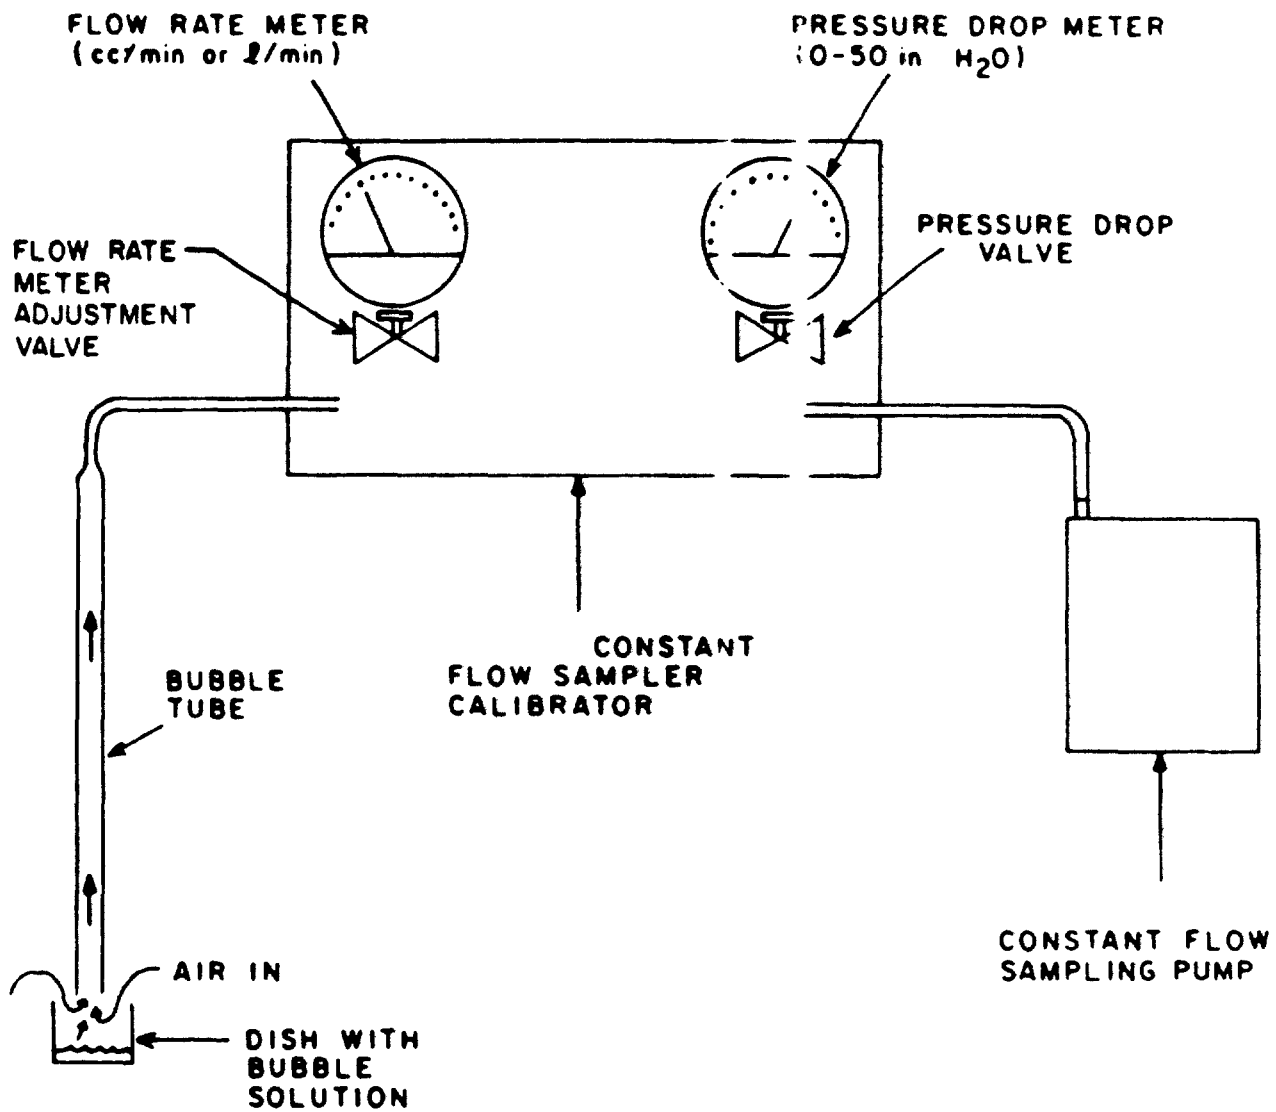 FLOW RATE METER
(cc/min or ℓ/min)
PRESSURE DROP METER
(0-50 in H₂O)
FLOW RATE
METER
ADJUSTMENT
VALVE
PRESSURE DROP
VALVE
CONSTANT
FLOW SAMPLER
CALIBRATOR
BUBBLE
TUBE
CONSTANT FLOW
SAMPLING PUMP
AIR IN
DISH WITH
BUBBLE
SOLUTION